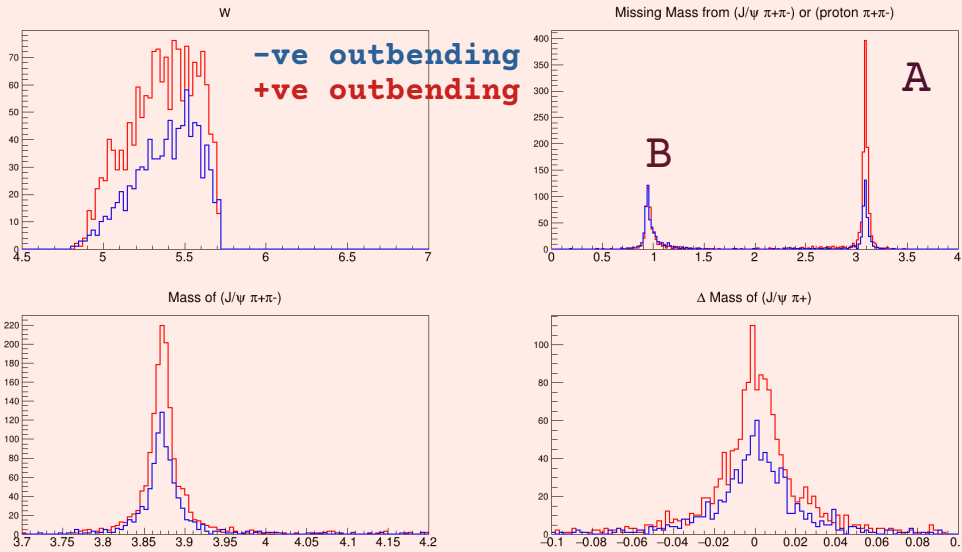 W
-ve outbending
+ve outbending
70
60
50
40
30
20
10
0
4.5 5 5.5 6 6.5 7
Missing Mass from (J/ψ π+π-) or (proton π+π-)
A
B
400
350
300
250
200
150
100
50
0
0 0.5 1 1.5 2 2.5 3 3.5 4
Mass of (J/ψ π+π-)
220
200
180
160
140
120
100
80
60
40
20
0
3.7 3.75 3.8 3.85 3.9 3.95 4 4.05 4.1 4.15 4.2
Δ Mass of (J/ψ π+)
100
80
60
40
20
0
−0.1 −0.08 −0.06 −0.04 −0.02 0 0.02 0.04 0.06 0.08 0.